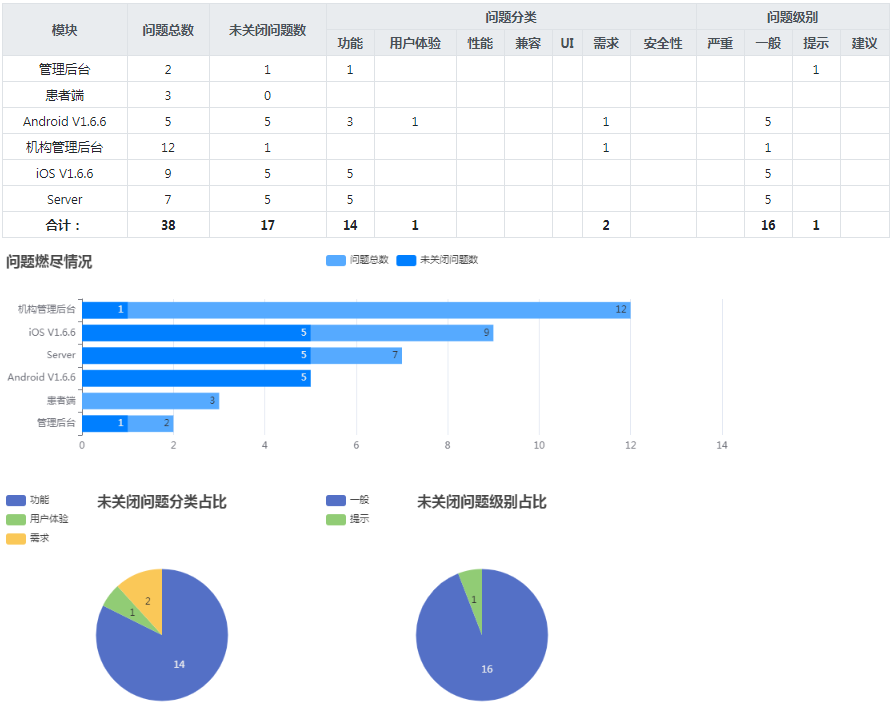 模块 问题总数 未关闭问题数 问题分类 问题级别
功能 用户体验 性能 兼容 UI 需求 安全性 严重 一般 提示 建议
管理后台 2 1 1 1
患者端 3 0
Android V1.6.6 5 5 3 1 1 5
机构管理后台 12 1 1 1
iOS V1.6.6 9 5 5 5
Server 7 5 5 5
合计： 38 17 14 1 2 16 1
问题燃尽情况 问题总数 未关闭问题数
机构管理后台 1 12
iOS V1.6.6 5 9
Server 5 7
Android V1.6.6 5
患者端 3
管理后台 1 2
0 2 4 6 8 10 12 14
功能
用户体验
需求
未关闭问题分类占比
2
1
14
一般
提示
未关闭问题级别占比
1
16